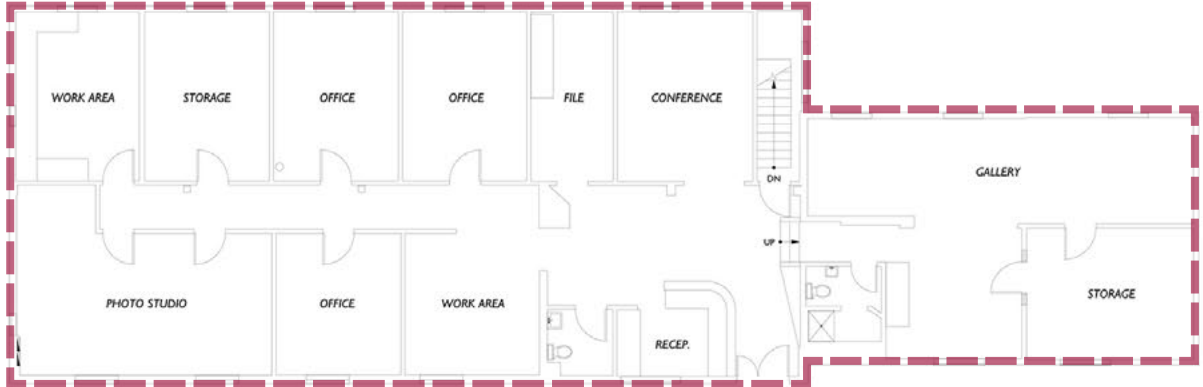 WORK AREA
STORAGE
OFFICE
OFFICE
FILE
CONFERENCE
DN
GALLERY
UP
PHOTO STUDIO
OFFICE
WORK AREA
RECEP.
STORAGE